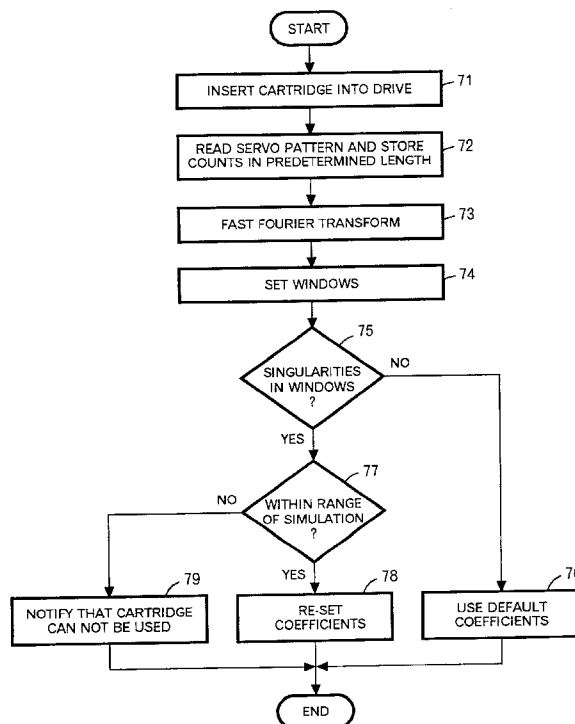 START
INSERT CARTRIDGE INTO DRIVE
71
READ SERVO PATTERN AND STORE
COUNTS IN PREDETERMINED LENGTH
72
FAST FOURIER TRANSFORM
73
SET WINDOWS
74
75
SINGULARITIES
IN WINDOWS
?
NO
YES
77
NO
WITHIN RANGE
OF SIMULATION
?
YES
79
NOTIFY THAT CARTRIDGE
CAN NOT BE USED
78
RE-SET
COEFFICIENTS
USE DEFAULT
COEFFICIENTS
END